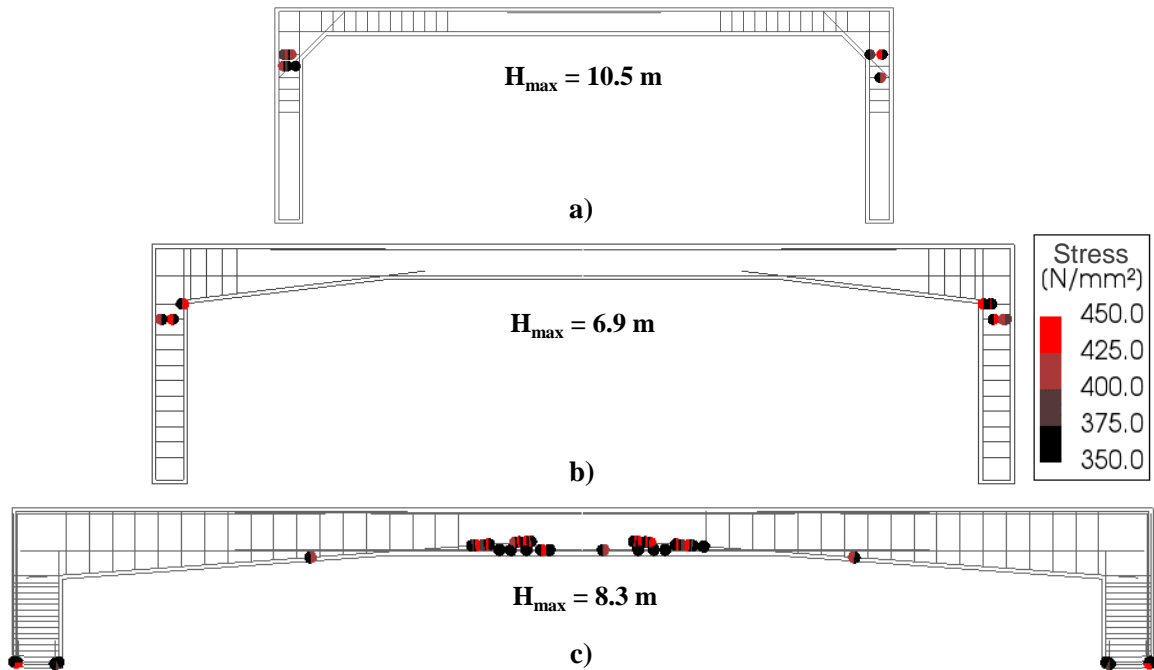 H_max = 10.5 m
a)
H_max = 6.9 m
b)
Stress
(N/mm²)
450.0
425.0
400.0
375.0
350.0
H_max = 8.3 m
c)